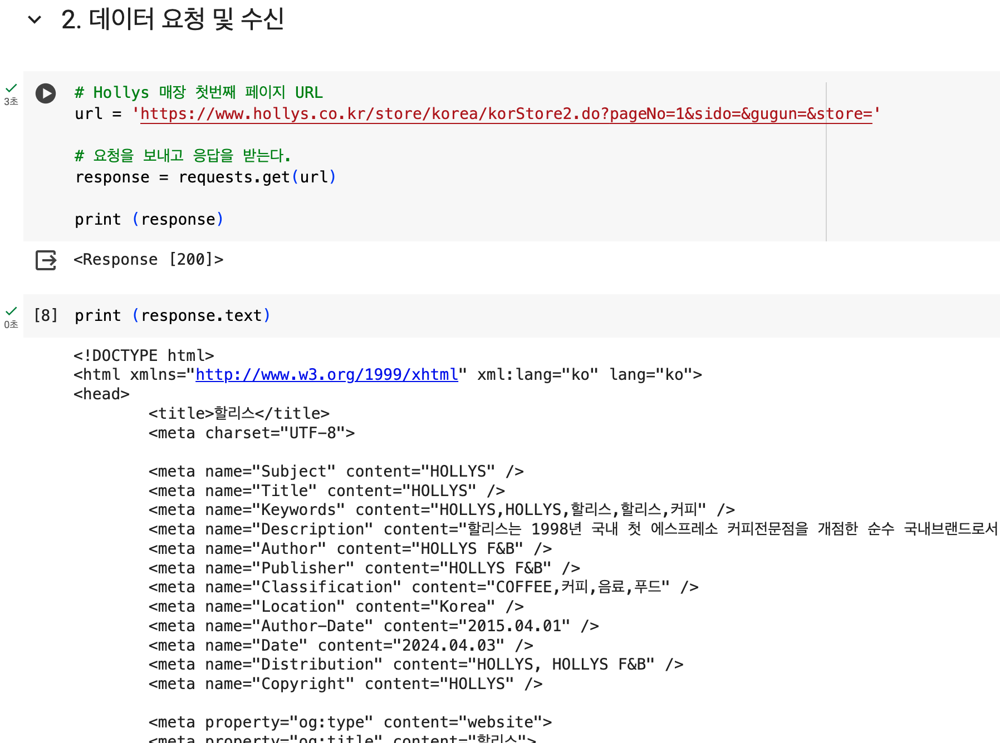 2. 데이터 요청 및 수신
3초
# Hollys 매장 첫번째 페이지 URL
url = 'https://www.hollys.co.kr/store/korea/korStore2.do?pageNo=1&sido=&gugun=&store='
# 요청을 보내고 응답을 받는다.
response = requests.get(url)
print (response)
<Response [200]>
0초
[8] print (response.text)
<!DOCTYPE html>
<html xmlns="http://www.w3.org/1999/xhtml" xml:lang="ko" lang="ko">
<head>
<title>할리스</title>
<meta charset="UTF-8">
<meta name="Subject" content="HOLLYS" />
<meta name="Title" content="HOLLYS" />
<meta name="Keywords" content="HOLLYS,HOLLYS,할리스,할리스,커피" />
<meta name="Description" content="할리스는 1998년 국내 첫 에스프레소 커피전문점을 개점한 순수 국내브랜드로서
<meta name="Author" content="HOLLYS F&B" />
<meta name="Publisher" content="HOLLYS F&B" />
<meta name="Classification" content="COFFEE,커피,음료,푸드" />
<meta name="Location" content="Korea" />
<meta name="Author-Date" content="2015.04.01" />
<meta name="Date" content="2024.04.03" />
<meta name="Distribution" content="HOLLYS, HOLLYS F&B" />
<meta name="Copyright" content="HOLLYS" />
<meta property="og:type" content="website">
<meta property="og:title" content="할리스">